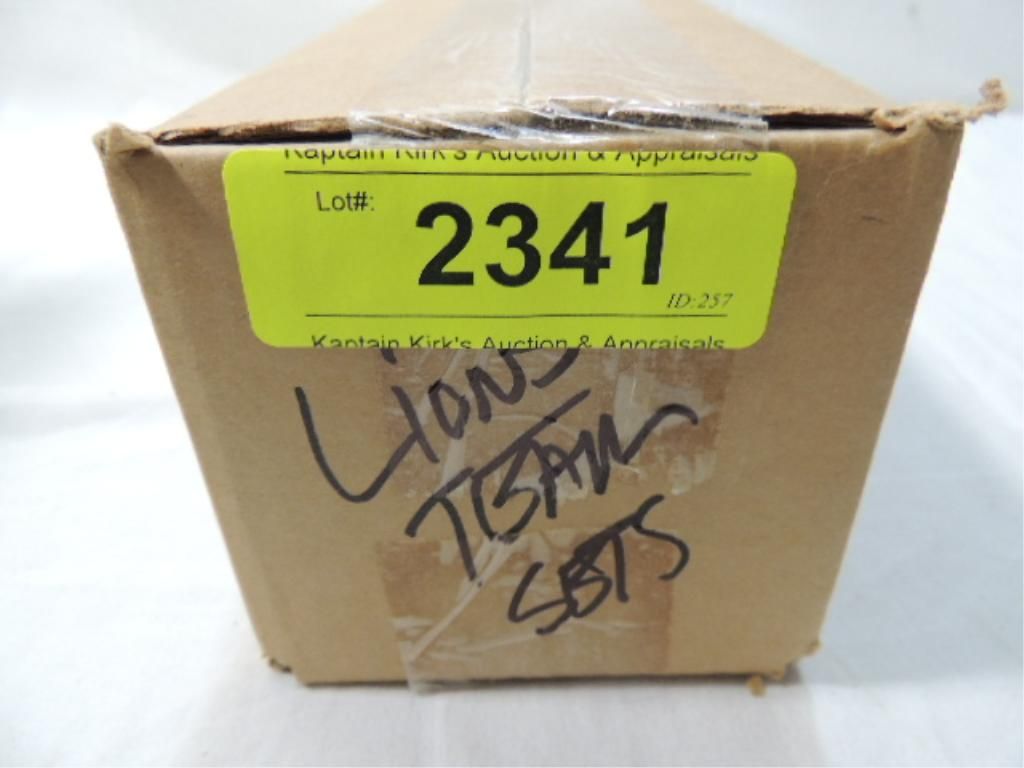 Kaptain Kirk's Auction & Appraisals
Lot#: 2341
ID:257
Kaptain Kirk's Auction & Appraisals
LIONS
TEAM
SETS